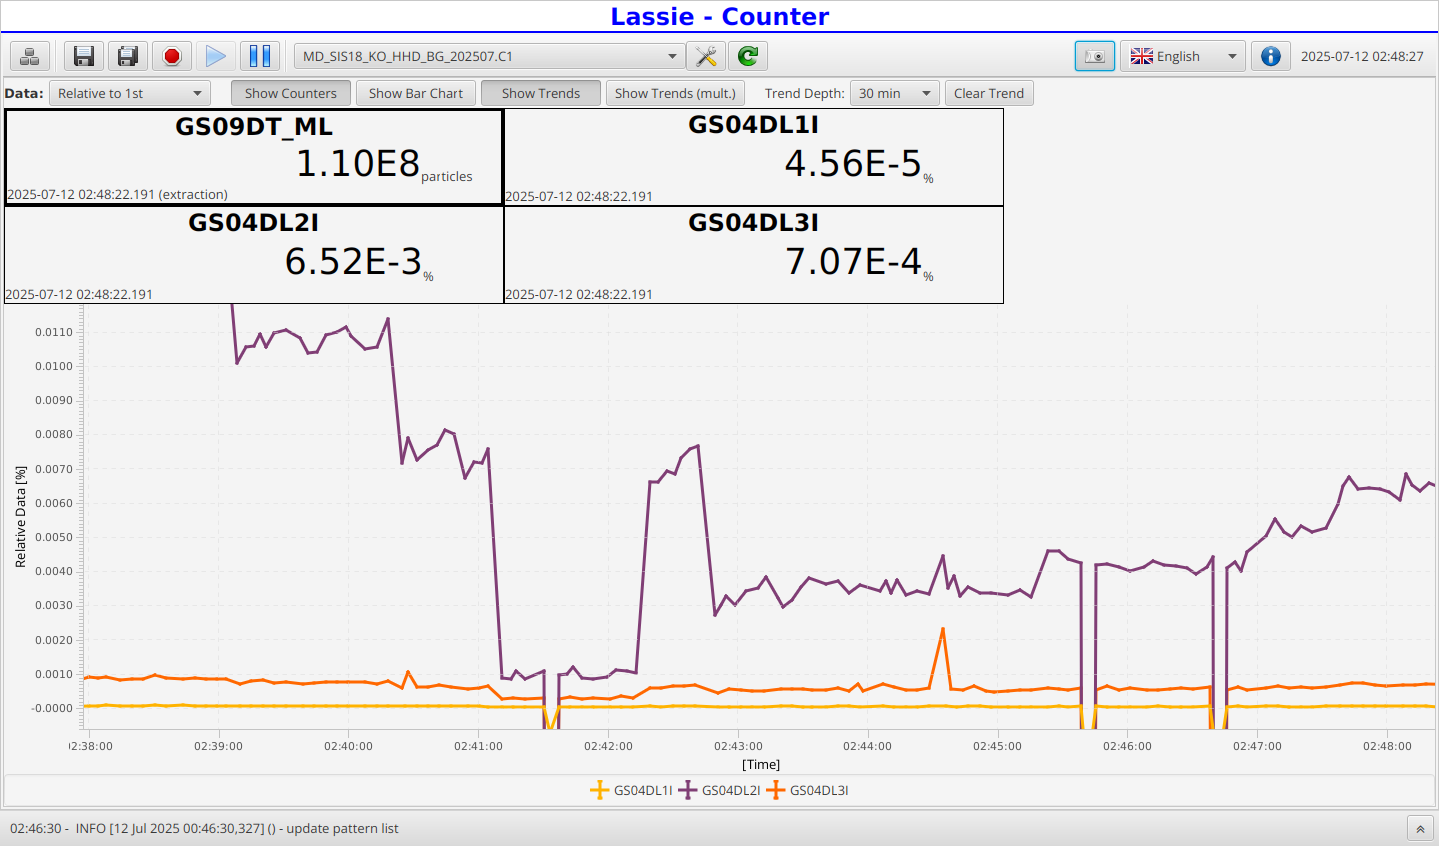 Lassie - Counter
MD_SIS18_KO_HHD_BG_202507.C1
English
2025-07-12 02:48:27
Data: Relative to 1st Show Counters Show Bar Chart Show Trends Show Trends (mult.) Trend Depth: 30 min Clear Trend
GS09DT_ML
1.10E8 particles
2025-07-12 02:48:22.191 (extraction)
GS04DL1I
4.56E-5 %
2025-07-12 02:48:22.191
GS04DL2I
6.52E-3 %
2025-07-12 02:48:22.191
GS04DL3I
7.07E-4 %
2025-07-12 02:48:22.191
Relative Data [%]
0.0110
0.0100
0.0090
0.0080
0.0070
0.0060
0.0050
0.0040
0.0030
0.0020
0.0010
-0.0000
2:38:00 02:39:00 02:40:00 02:41:00 02:42:00 02:43:00 02:44:00 02:45:00 02:46:00 02:47:00 02:48:00
[Time]
GS04DL1I GS04DL2I GS04DL3I
02:46:30 - INFO [12 Jul 2025 00:46:30,327] () - update pattern list